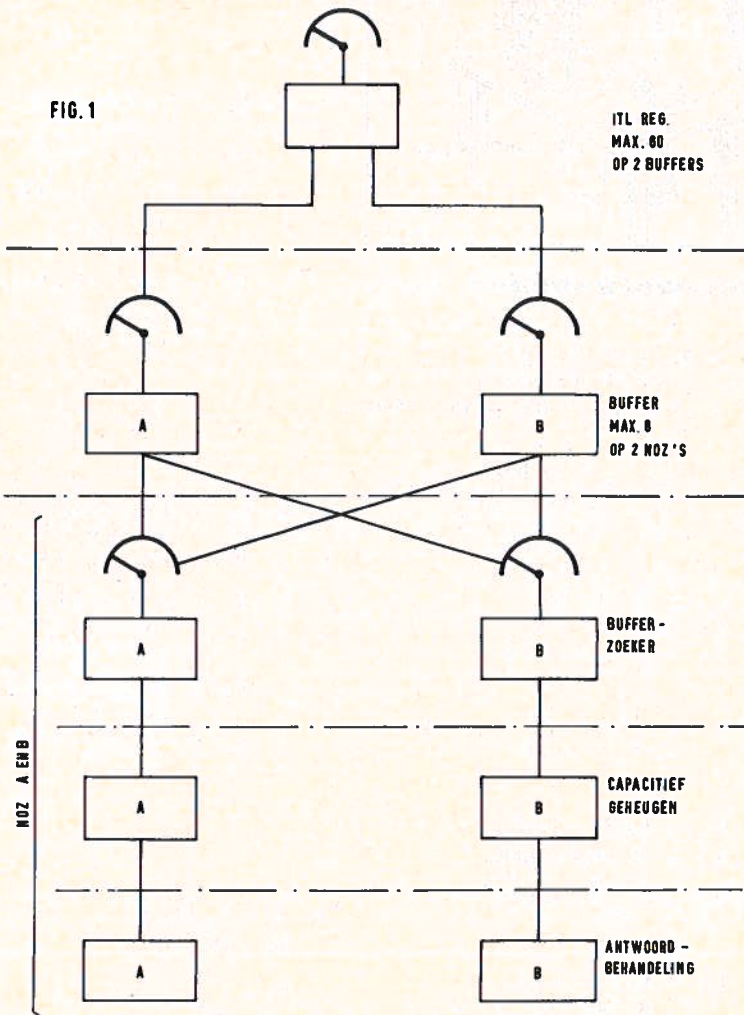 FIG. 1
ITL REG.
MAX. 60
OP 2 BUFFERS
A
B
BUFFER
MAX. 8
OP 2 NOZ'S
A
B
BUFFER-
ZOEKER
NOZ A EN B
A
B
CAPACITIEF
GEHEUGEN
A
B
ANTWOORD-
BEHANDELING